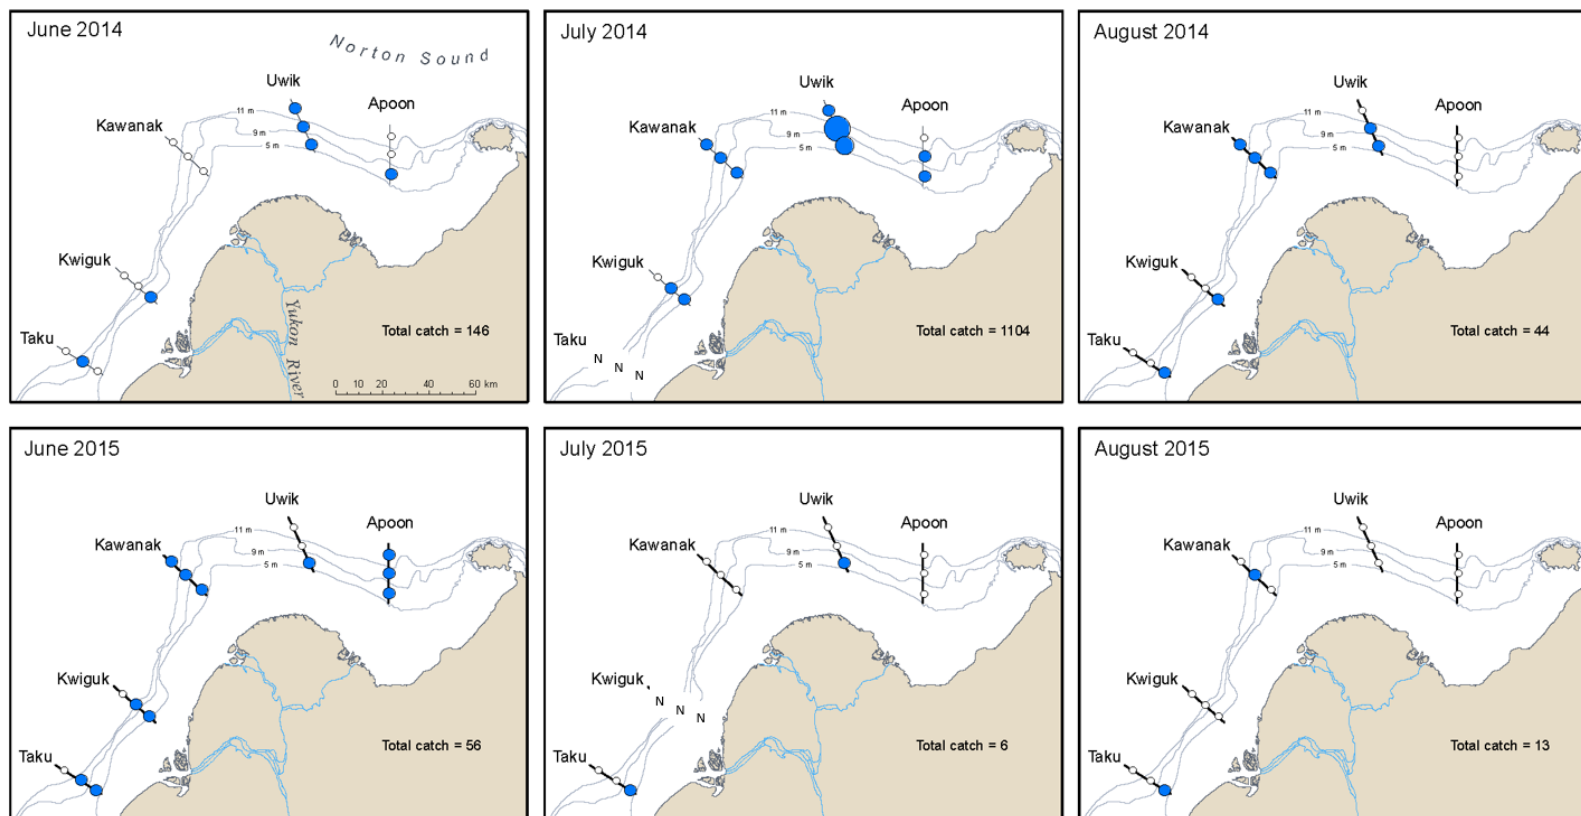 June 2014
Norton Sound
Uwik
Apoon
Kawanak
11 m
9 m
5 m
Kwiguk
Taku
Yukon River
Total catch = 146
0 10 20 40 60 km
July 2014
Uwik
Apoon
Kawanak
11 m
9 m
5 m
Kwiguk
Taku
N
N
N
Total catch = 1104
August 2014
Uwik
Apoon
Kawanak
11 m
9 m
5 m
Kwiguk
Taku
Total catch = 44
June 2015
Uwik
Apoon
Kawanak
11 m
9 m
5 m
Kwiguk
Taku
Total catch = 56
July 2015
Uwik
Apoon
Kawanak
11 m
9 m
5 m
Kwiguk
N
N
N
Taku
Total catch = 6
August 2015
Uwik
Apoon
Kawanak
11 m
9 m
5 m
Kwiguk
Taku
Total catch = 13